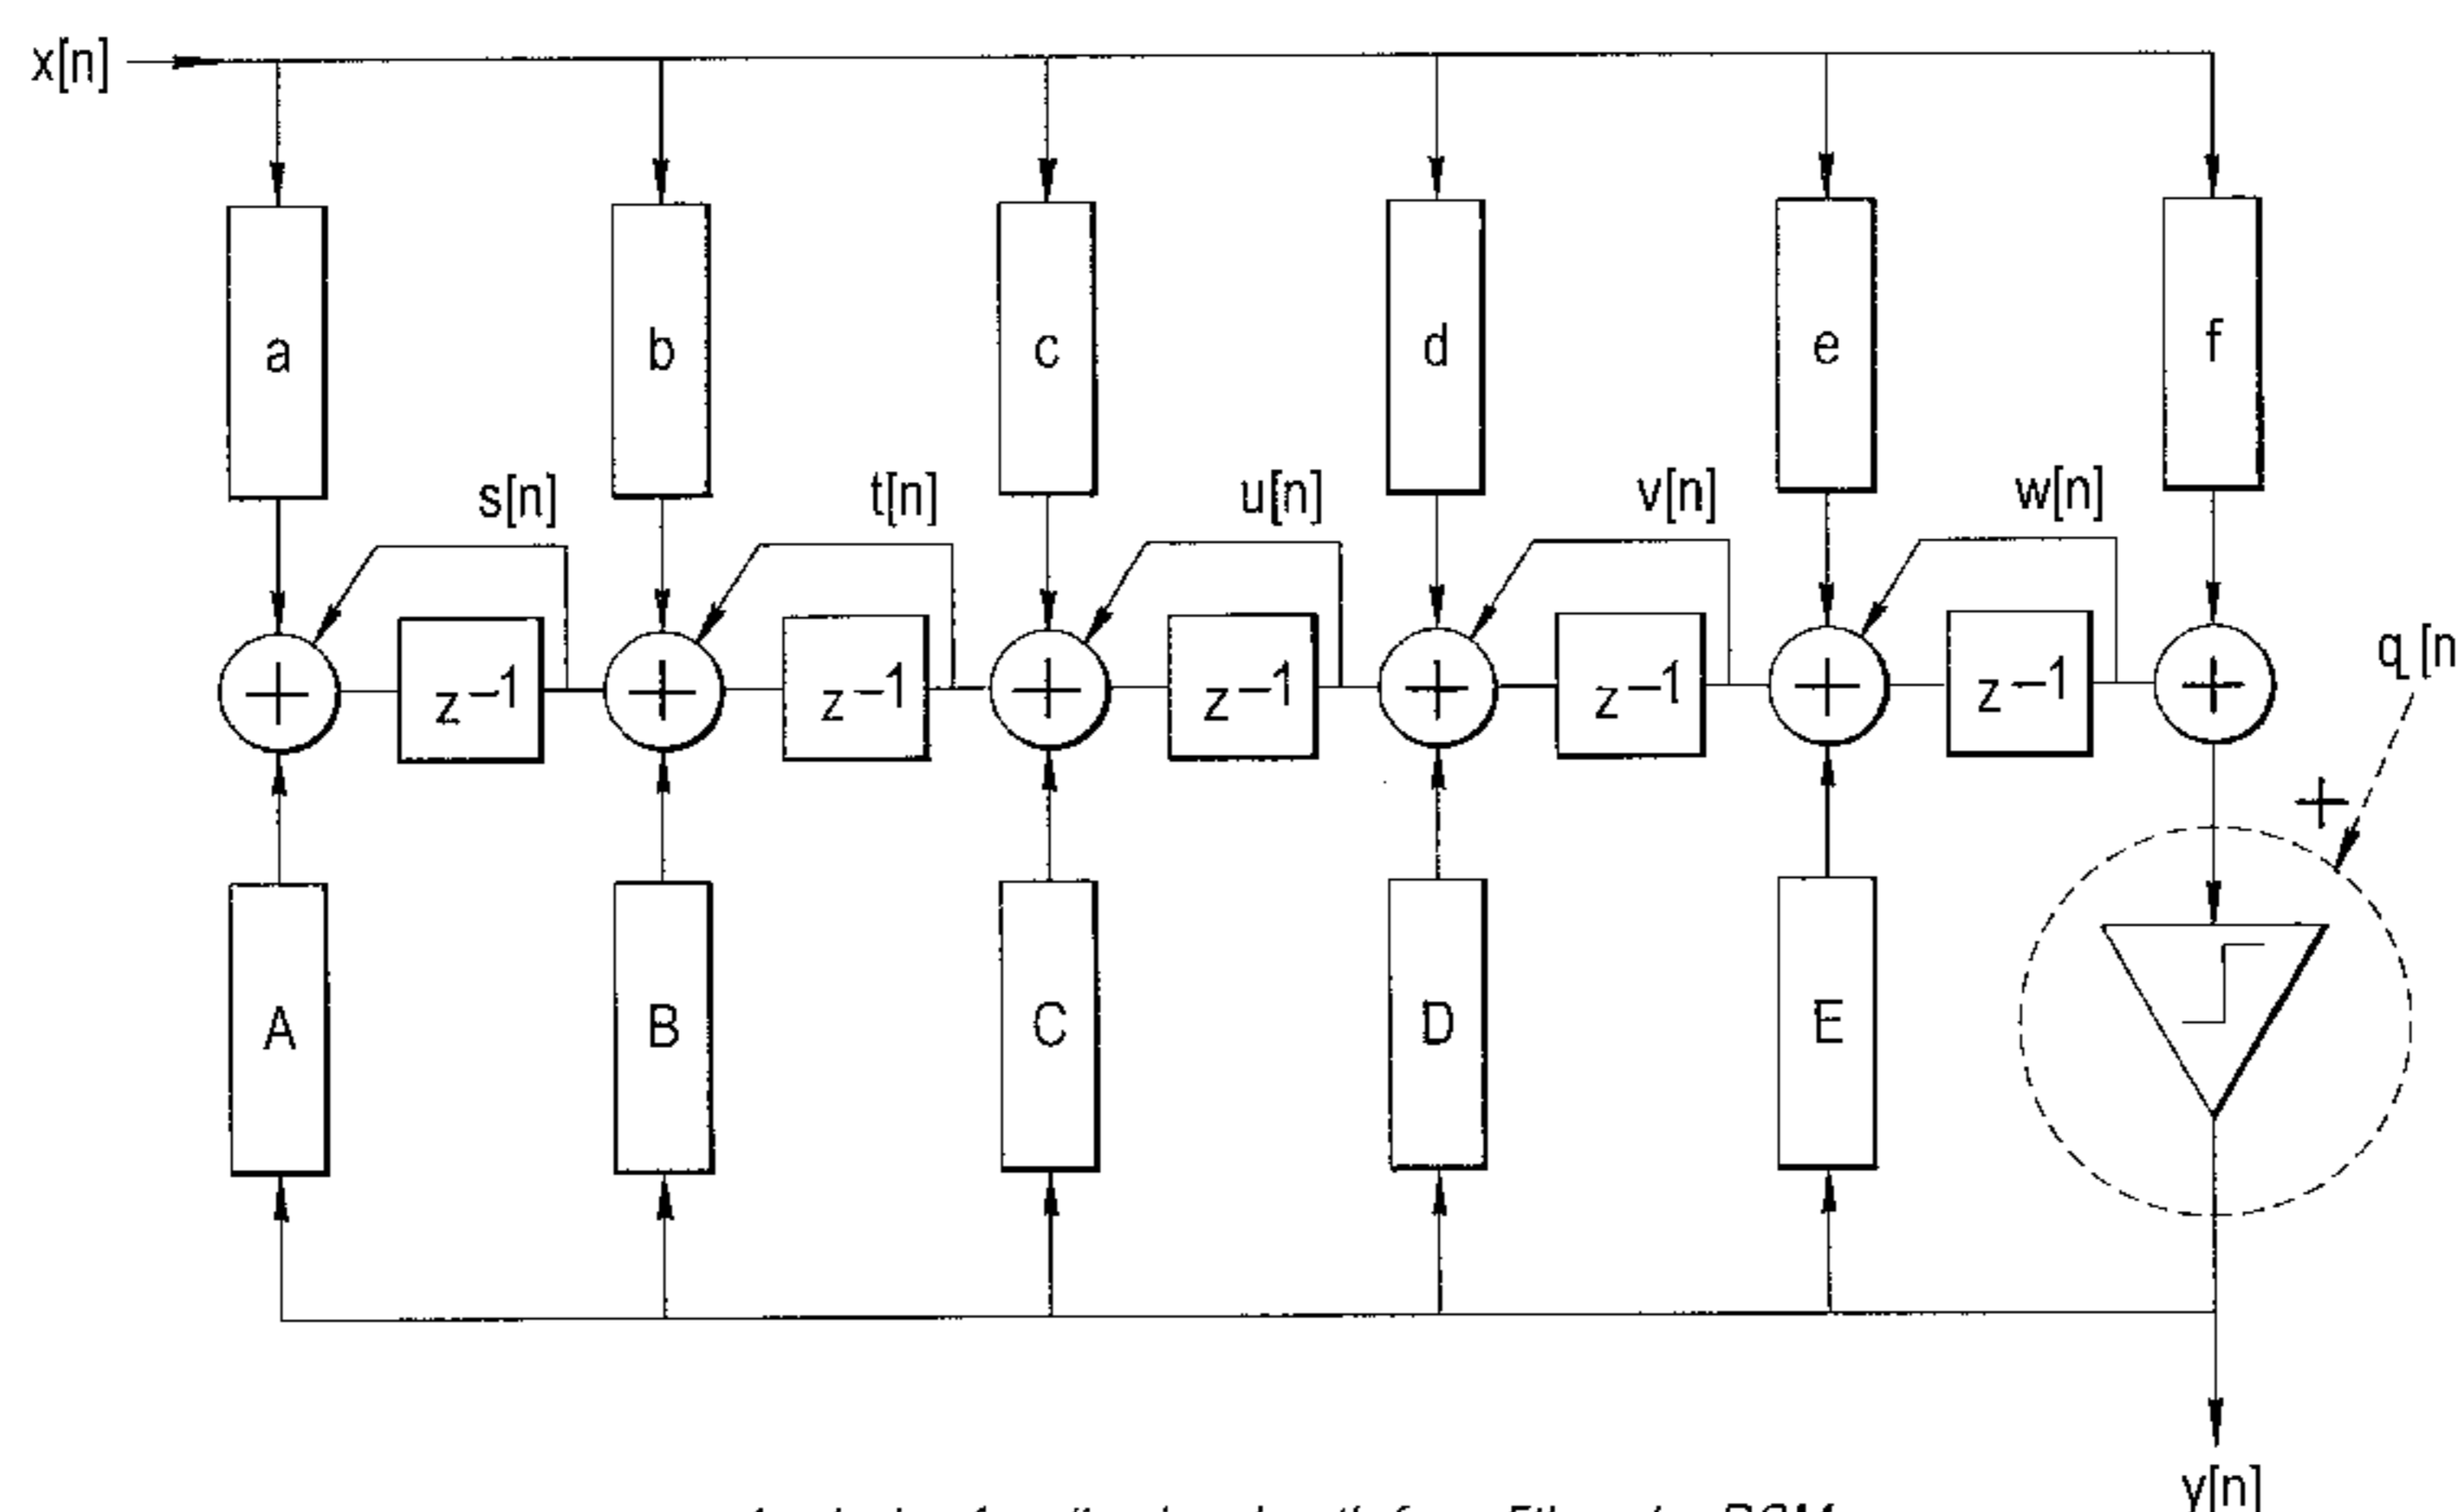 x[n]
a b c d e f
s[n] t[n] u[n] v[n] w[n]
q[n
+ z⁻¹ + z⁻¹ + z⁻¹ + z⁻¹ + z⁻¹ +
+
A B C D E
y[n]